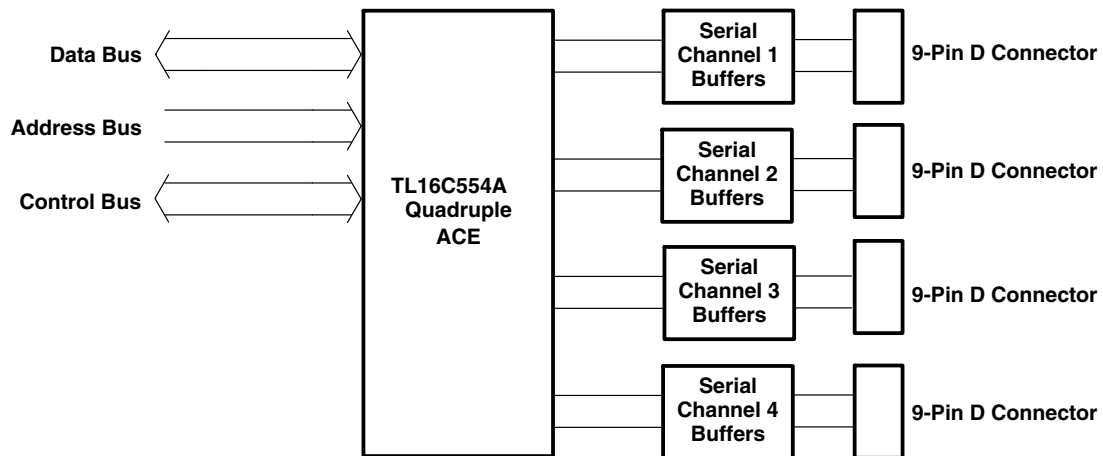 Data Bus
Address Bus
Control Bus
TL16C554A
Quadruple
ACE
Serial
Channel 1
Buffers
9-Pin D Connector
Serial
Channel 2
Buffers
9-Pin D Connector
Serial
Channel 3
Buffers
9-Pin D Connector
Serial
Channel 4
Buffers
9-Pin D Connector